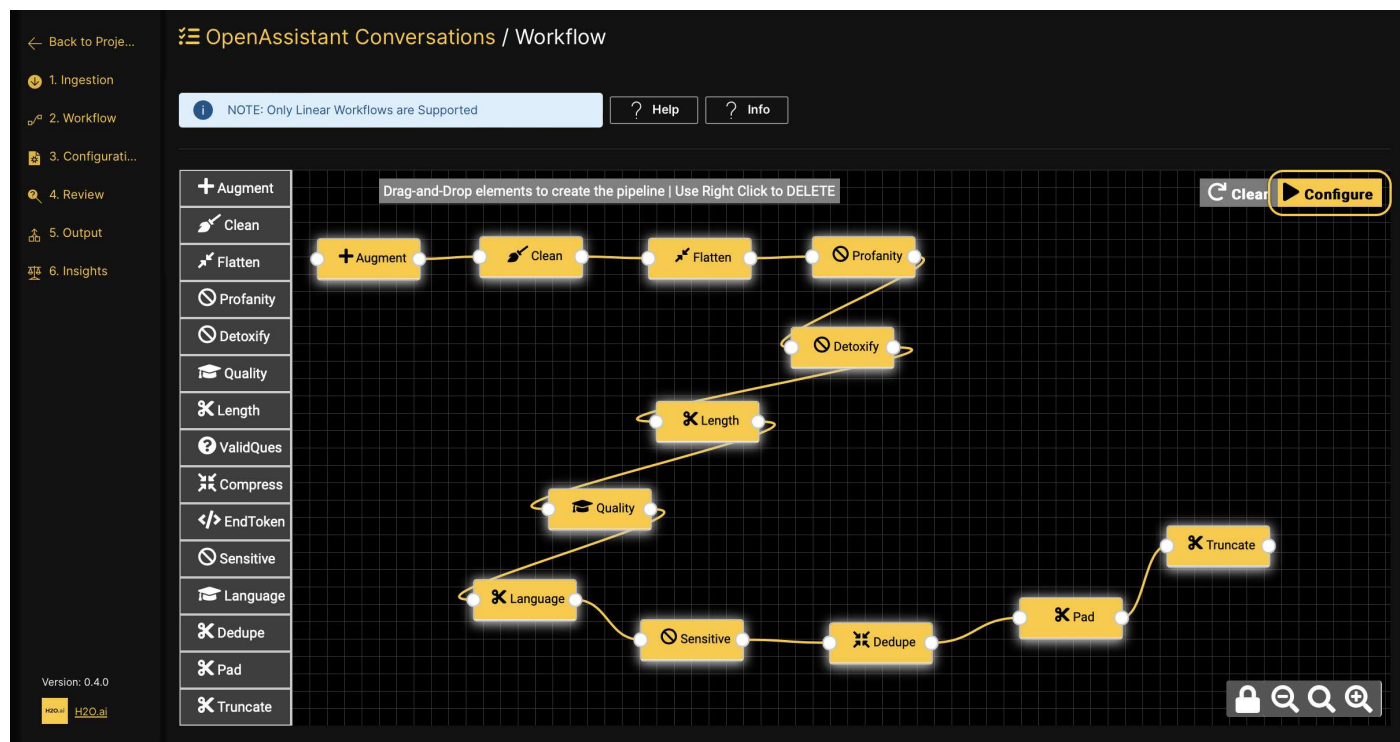 Back to Proje...
1. Ingestion
2. Workflow
3. Configurati...
4. Review
5. Output
6. Insights
Version: 0.4.0
H2O.ai H2O.ai
OpenAssistant Conversations / Workflow
NOTE: Only Linear Workflows are Supported
? Help
? Info
Augment
Clean
Flatten
Profanity
Detoxify
Quality
Length
ValidQues
Compress
</> EndToken
Sensitive
Language
Dedupe
Pad
Truncate
Drag-and-Drop elements to create the pipeline | Use Right Click to DELETE
Clear
Configure
Augment
Clean
Flatten
Profanity
Detoxify
Length
Quality
Language
Sensitive
Dedupe
Pad
Truncate